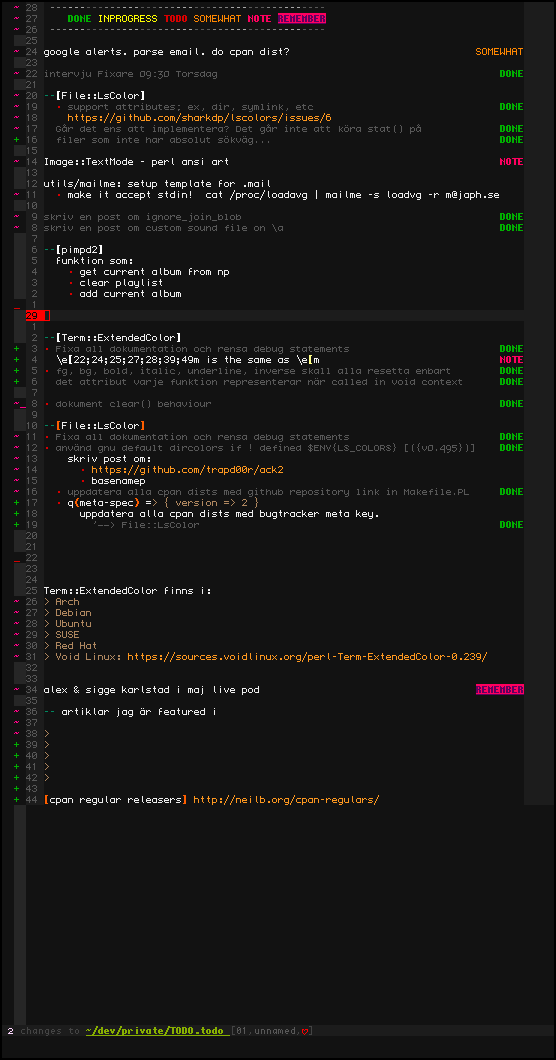 ~ 28 ----------------------------------------------
~ 27 DONE INPROGRESS TODO SOMEWHAT NOTE REMEMBER
~ 26 ----------------------------------------------
25
~ 24 google alerts. parse email. do cpan dist? SOMEWHAT
23
~ 22 intervju Fixare 09:30 Torsdag DONE
21
~ 20 --[File::LsColor]
~ 19 · support attributes; ex, dir, symlink, etc DONE
~ 18 https://github.com/sharkdp/lscolors/issues/6
~ 17 Går det ens att implementera? Det går inte att köra stat() på DONE
+ 16 filer som inte har absolut sökväg... DONE
15
~ 14 Image::TextMode - perl ansi art NOTE
13
12 utils/mailme: setup template for .mail
~ 11 · make it accept stdin! cat /proc/loadavg | mailme -s loadvg -r m@japh.se
10
~ 9 skriv en post om ignore_join_blob DONE
~ 8 skriv en post om custom sound file on \a DONE
7
6 --[pimpd2]
5 funktion som:
4 · get current album from np
3 · clear playlist
2 · add current album
1
29
1
2 --[Term::ExtendedColor]
+ 3 · Fixa all dokumentation och rensa debug statements DONE
+ 4 \e[22;24;25;27;28;39;49m is the same as \e[m NOTE
+ 5 · fg, bg, bold, italic, underline, inverse skall alla resetta enbart DONE
+ 6 det attribut varje funktion representerar när called in void context DONE
7
~_ 8 · dokument clear() behaviour DONE
9
10 --[File::LsColor]
~ 11 · Fixa all dokumentation och rensa debug statements DONE
~ 12 · använd gnu default dircolors if ! defined $ENV{LS_COLORS} [({v0.495})] DONE
~ 13 skriv post om:
~ 14 · https://github.com/trapd00r/ack2
~ 15 · basenamep
~ 16 · uppdatera alla cpan dists med github repository link in Makefile.PL DONE
+ 17 · q(meta-spec) => { version => 2 }
+ 18 uppdatera alla cpan dists med bugtracker meta key.
+ 19 '--> File::LsColor DONE
20
21
_ 22
23
24
25 Term::ExtendedColor finns i:
~ 26 > Arch
~ 27 > Debian
~ 28 > Ubuntu
~ 29 > SUSE
~ 30 > Red Hat
~ 31 > Void Linux: https://sources.voidlinux.org/perl-Term-ExtendedColor-0.239/
32
33
~ 34 alex & sigge karlstad i maj live pod REMEMBER
35
~ 36 -- artiklar jag är featured i
~ 37
~ 38 >
+ 39 >
+ 40 >
+ 41 >
+ 42 >
+ 43
+ 44 [cpan regular releasers] http://neilb.org/cpan-regulars/
2 changes to ~/dev/private/TODO.todo [01,unnamed,φ]